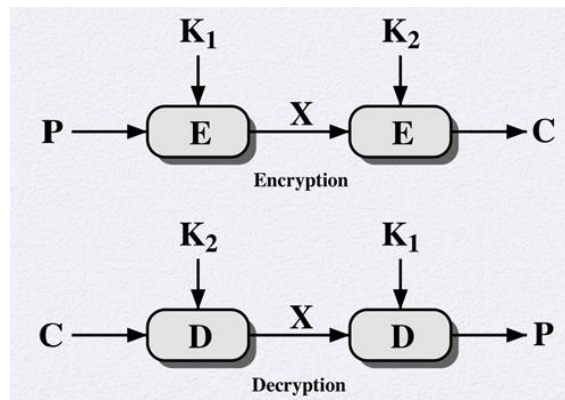 K₁ K₂
P E X E C
Encryption
K₂ K₁
C D X D P
Decryption